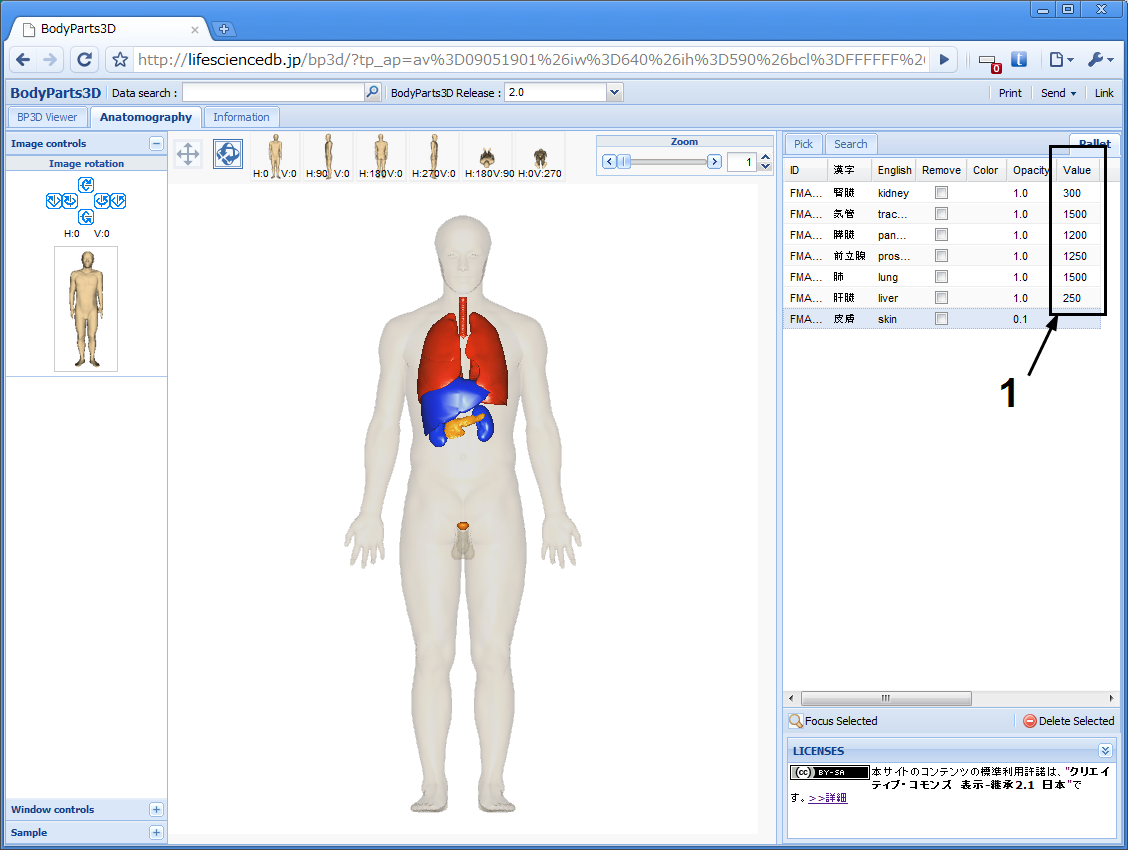 BodyParts3D
http://lifesciencedb.jp/bp3d/?tp_ap=av%3D09051901%26iw%3D640%26ih%3D590%26bcl%3DFFFFFF%2
0
BodyParts3D Data search : BodyParts3D Release : 2.0 Print Send Link
BP3D Viewer Anatomography Information
Image controls
Image rotation
H:0 V:0
Window controls
Sample
H:0 V:0 H:90 V:0 H:180V:0 H:270V:0 H:180V:90 H:0V:270
Zoom
1
Pick Search Pallet
ID 漢字 English Remove Color Opacity Value
FMA... 腎臓 kidney 1.0 300
FMA... 気管 trac... 1.0 1500
FMA... 膵臓 pan... 1.0 1200
FMA... 前立腺 pros... 1.0 1250
FMA... 肺 lung 1.0 1500
FMA... 肝臓 liver 1.0 250
FMA... 皮膚 skin 0.1
1
Focus Selected Delete Selected
LICENSES
cc BY-SA 本サイトのコンテンツの標準利用許諾は、"クリエイ
ティブ・コモンズ 表示-継承2.1 日本"で
す。>>詳細